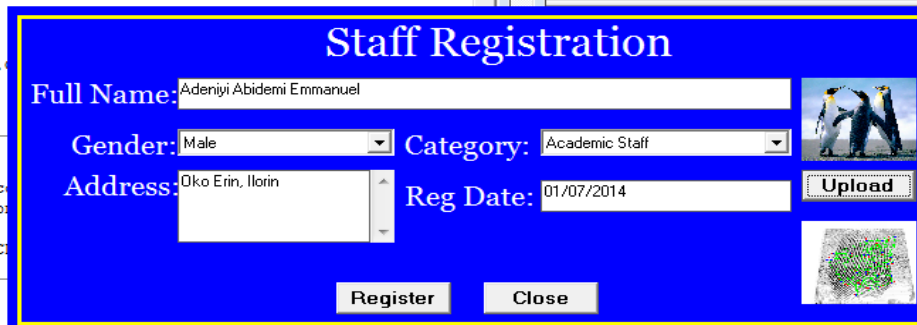 Staff Registration
Full Name: Adeniyi Abidemi Emmanuel
Gender: Male Category: Academic Staff
Address: Oko Erin, Ilorin Reg Date: 01/07/2014
Upload
Register Close